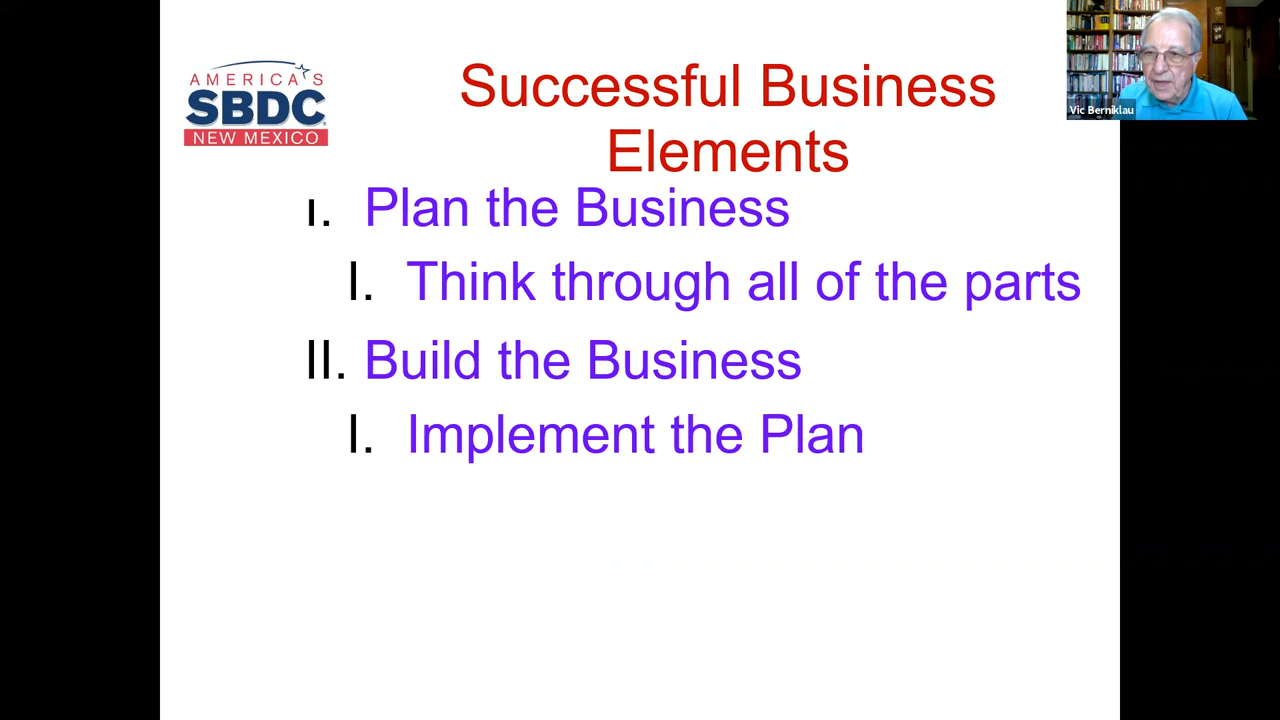 AMERICA'S
SBDC
NEW MEXICO
Successful Business
Elements
I. Plan the Business
I. Think through all of the parts
II. Build the Business
I. Implement the Plan
Vic Berniklau